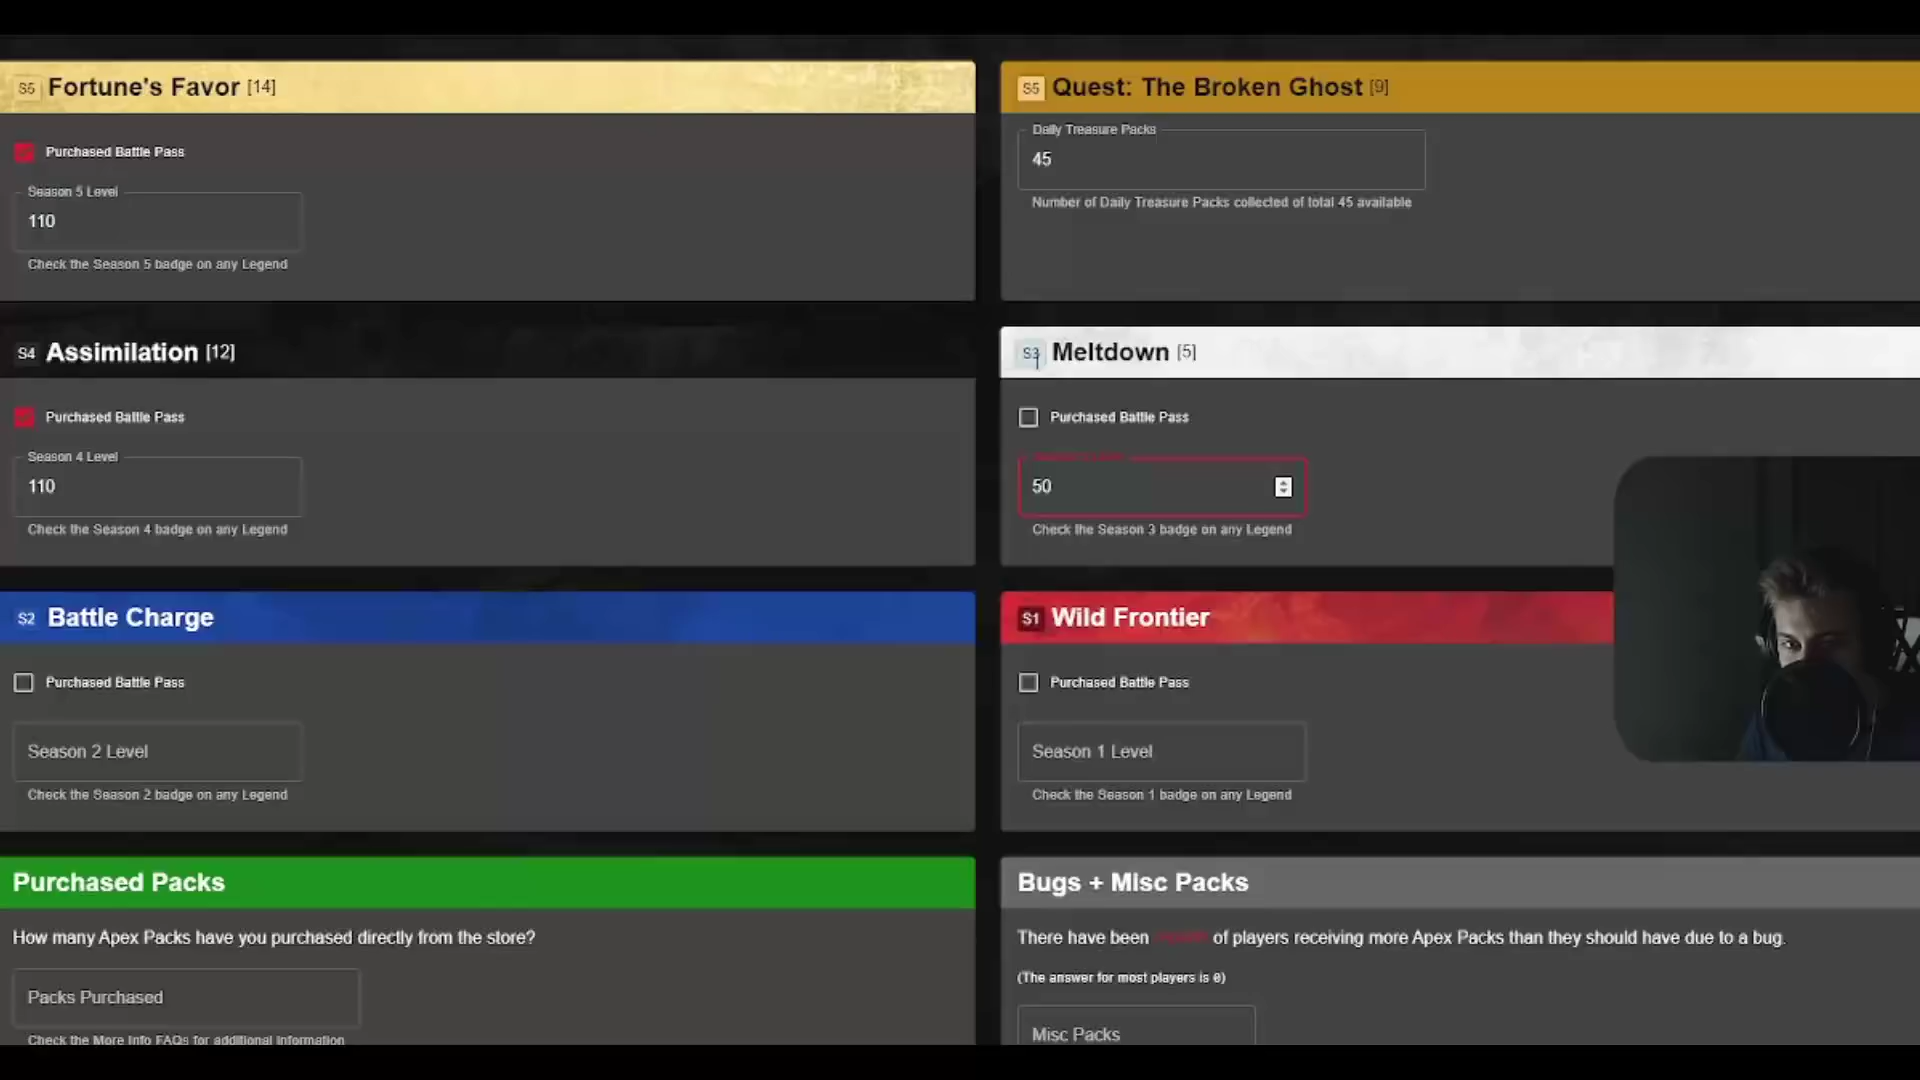 S5 Fortune's Favor [14]
Purchased Battle Pass
Season 5 Level
110
Check the Season 5 badge on any Legend
S5 Quest: The Broken Ghost [9]
Daily Treasure Packs
45
Number of Daily Treasure Packs collected of total 45 available
S4 Assimilation [12]
Purchased Battle Pass
Season 4 Level
110
Check the Season 4 badge on any Legend
S3 Meltdown [5]
Purchased Battle Pass
50
Check the Season 3 badge on any Legend
S2 Battle Charge
Purchased Battle Pass
Season 2 Level
Check the Season 2 badge on any Legend
S1 Wild Frontier
Purchased Battle Pass
Season 1 Level
Check the Season 1 badge on any Legend
Purchased Packs
How many Apex Packs have you purchased directly from the store?
Packs Purchased
Check the More Info FAQs for additional information
Bugs + Misc Packs
There have been of players receiving more Apex Packs than they should have due to a bug.
(The answer for most players is 0)
Misc Packs